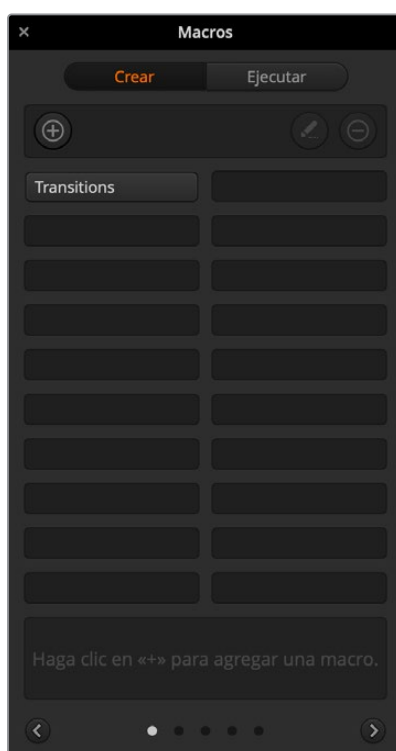 Macros
Crear Ejecutar
Transitions
Haga clic en «+» para agregar una macro.